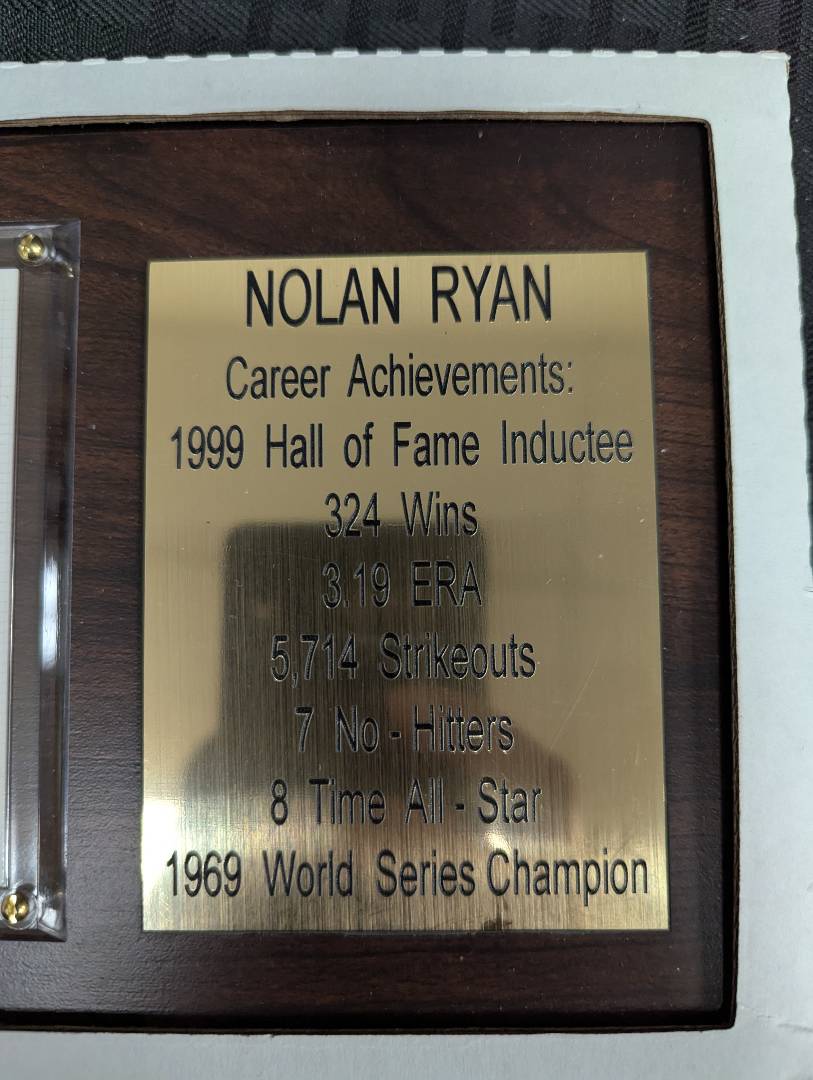 NOLAN RYAN
Career Achievements:
1999 Hall of Fame Inductee
324 Wins
3.19 ERA
5,714 Strikeouts
7 No - Hitters
8 Time All - Star
1969 World Series Champion